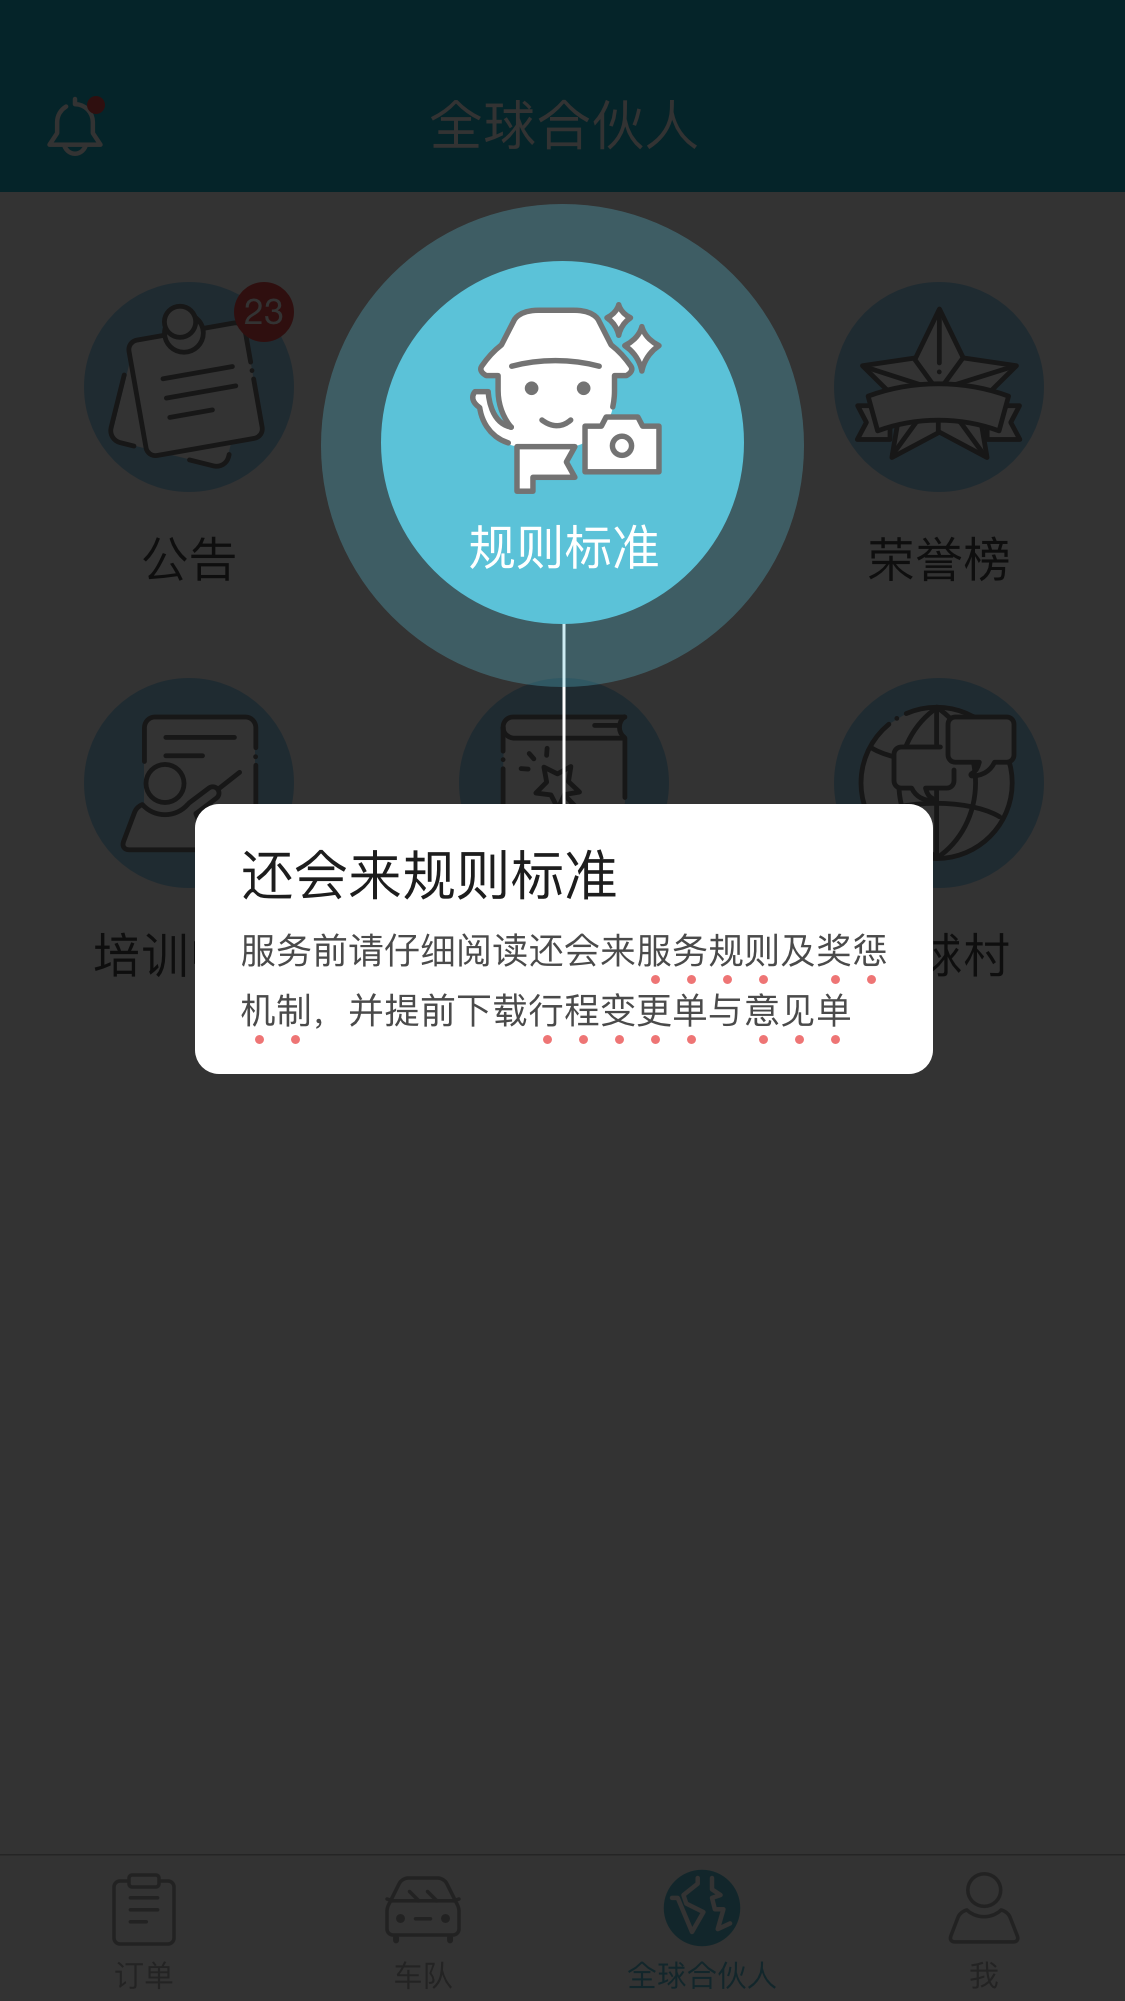 全球合伙人
23
规则标准
公告
荣誉榜
还会来规则标准
服务前请仔细阅读还会来服务规则及奖惩
机制，并提前下载行程变更单与意见单
培训
球村
订单
车队
全球合伙人
我